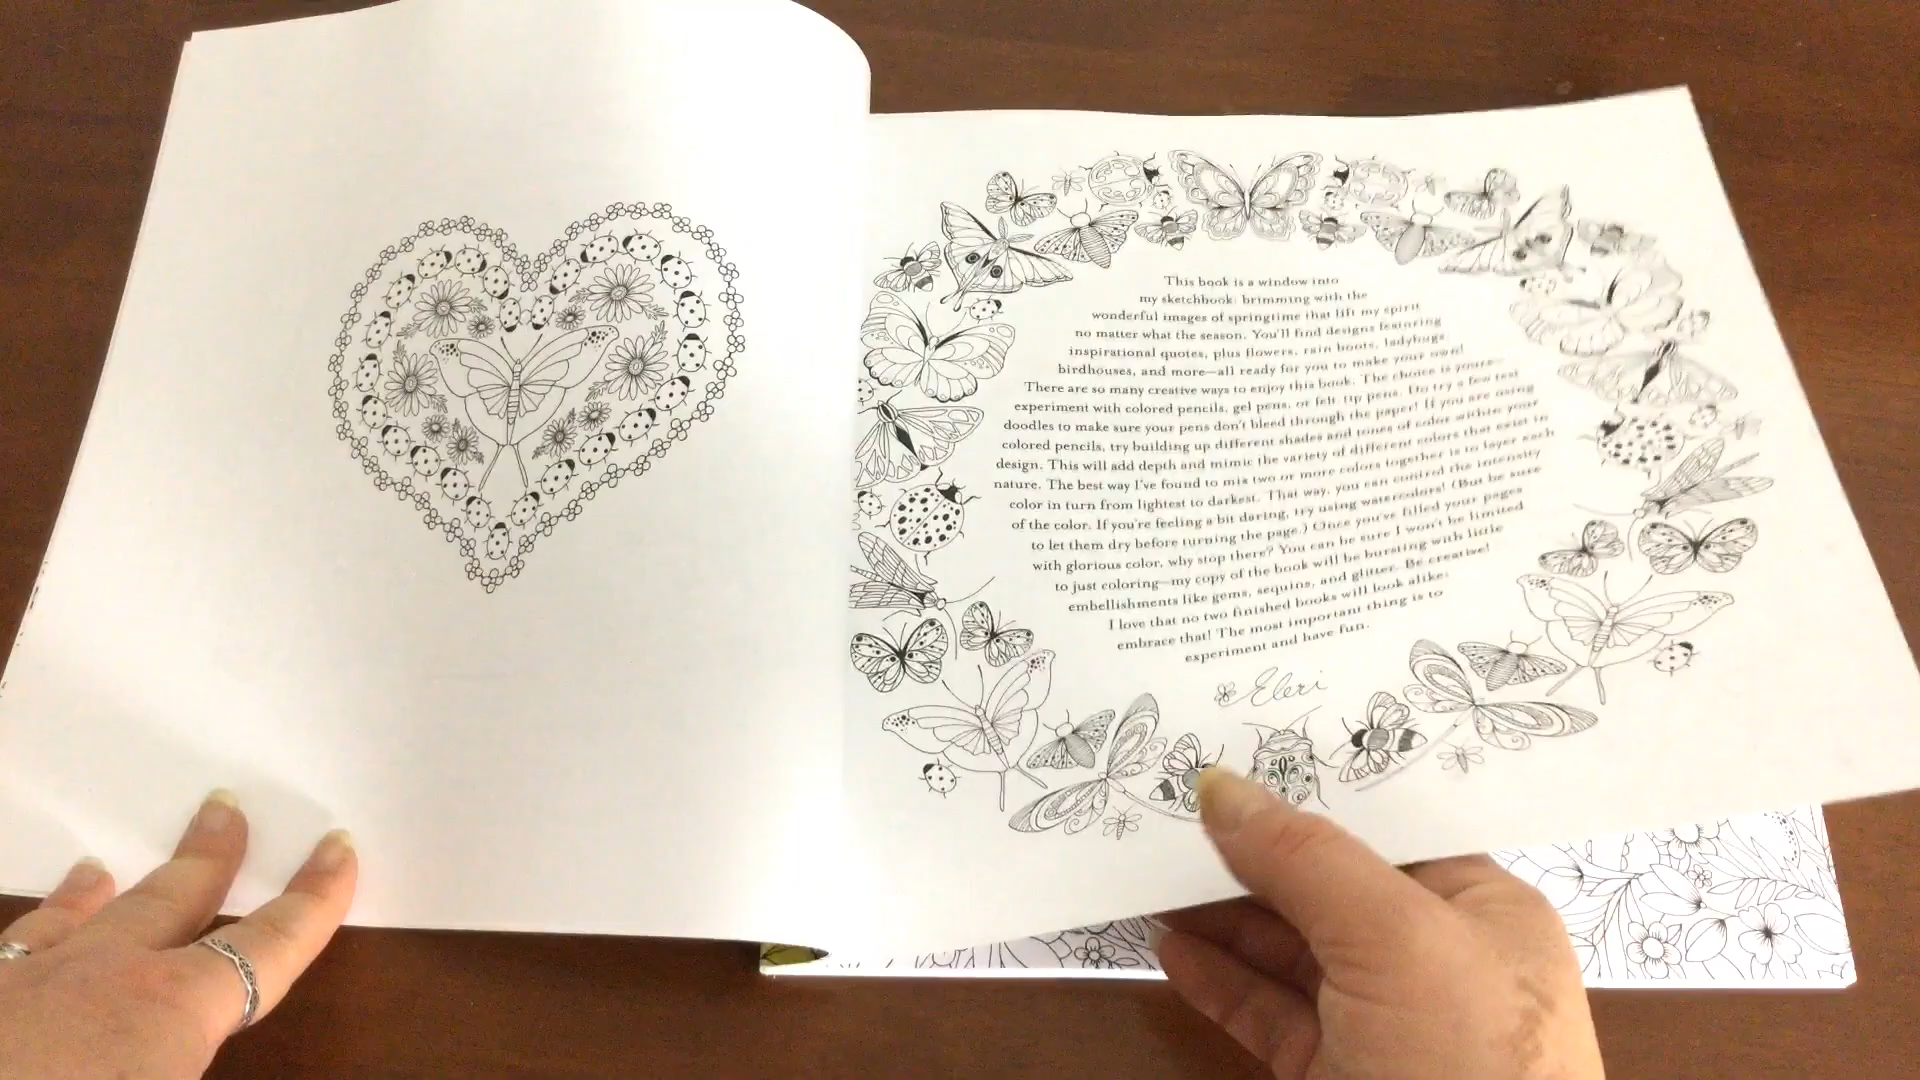 This book is a window into
my sketchbook: brimming with the
wonderful images of springtime that lift my spirit
no matter what the season. You'll find designs featuring
inspirational quotes, plus flowers, rain boots, ladybugs,
birdhouses, and more—all ready for you to make your own!
There are so many creative ways to enjoy this book. The choice is yours—
experiment with colored pencils, gel pens, or felt tip pens. Do try a few test
doodles to make sure your pens don't bleed through the paper! If you are using
colored pencils, try building up different shades and tones of color within your
design. This will add depth and mimic the variety of different colors that exist in
nature. The best way I've found to mix two or more colors together is to layer each
color in turn from lightest to darkest. That way, you can control the intensity
of the color. If you're feeling a bit daring, try using watercolors! (But be sure
to let them dry before turning the page.) Once you've filled your pages
with glorious color, why stop there? You can be sure I won't be limited
to just coloring—my copy of the book will be bursting with little
embellishments like gems, sequins, and glitter. Be creative!
I love that no two finished books will look alike;
embrace that! The most important thing is to
experiment and have fun.
Eleri